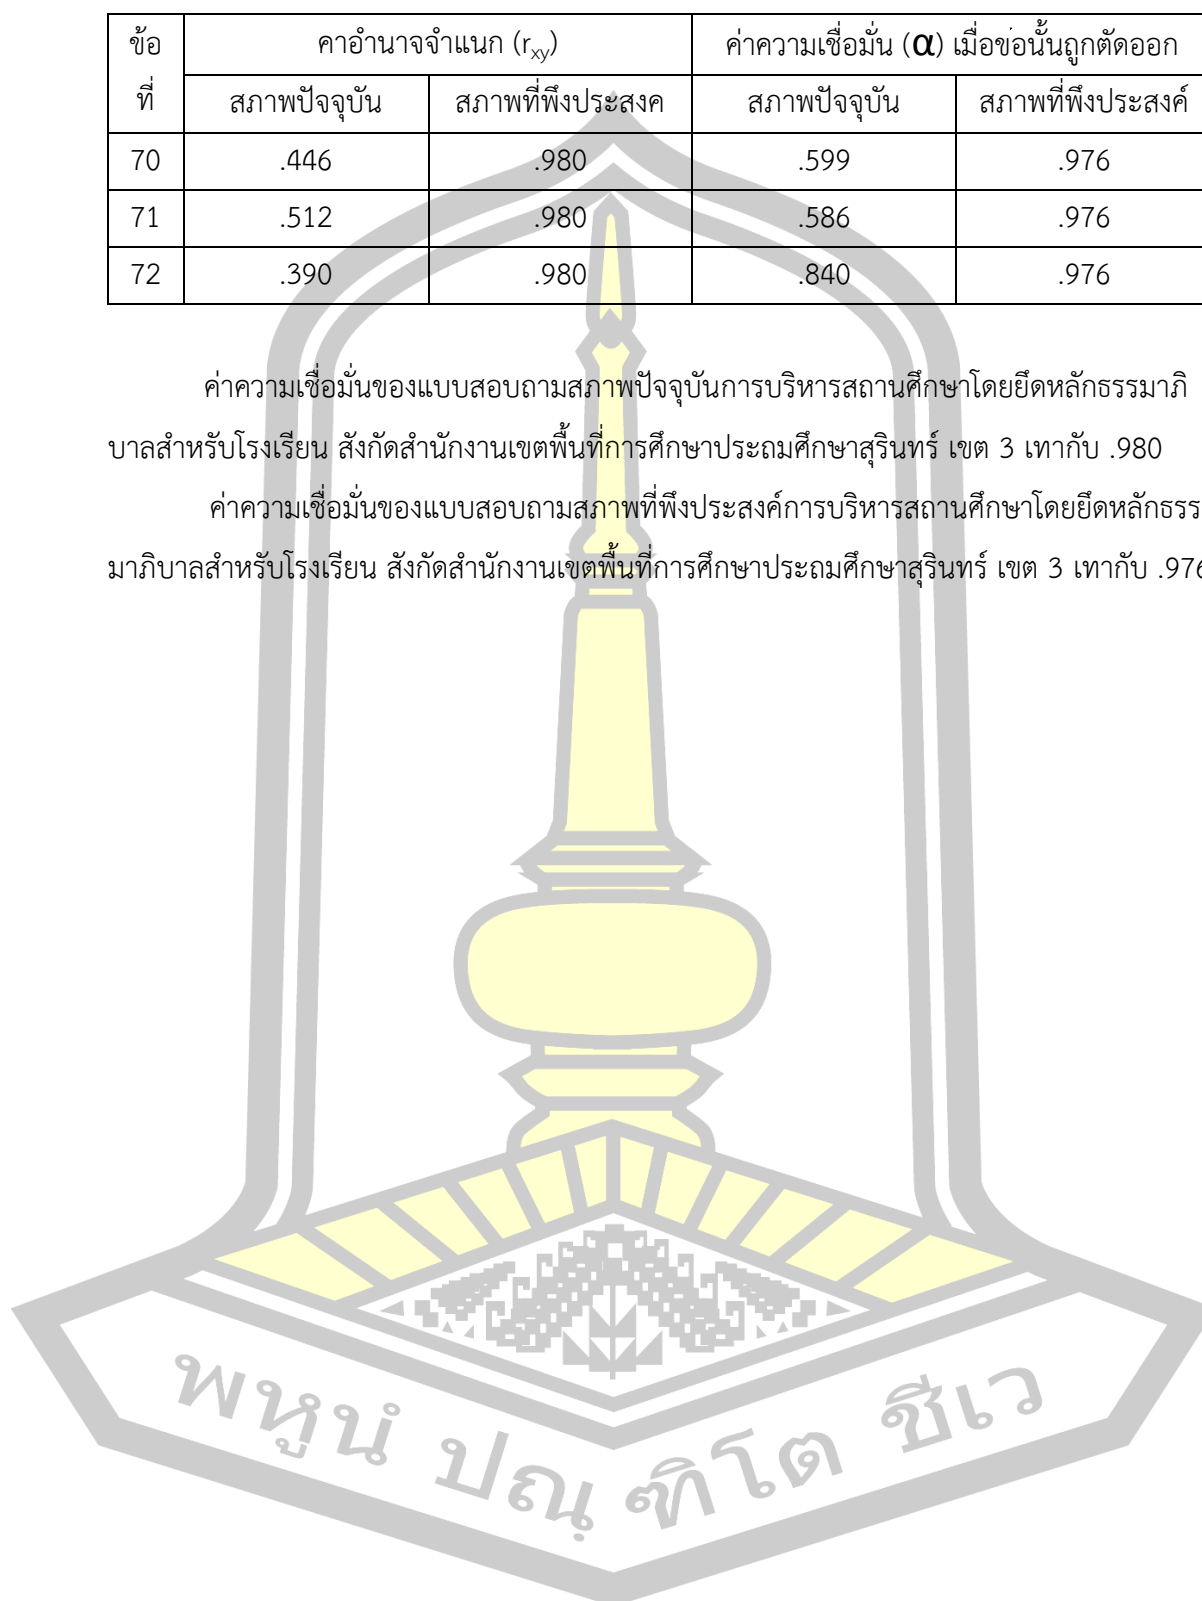 ข้อ คาอำนาจจำแนก (rxy) ค่าความเชื่อมั่น (α) เมื่อข่อนั้นถูกตัดออก
ที่ สภาพปัจจุบัน สภาพที่พึงประสงค สภาพปัจจุบัน สภาพที่พึงประสงค์
70 .446 .980 .599 .976
71 .512 .980 .586 .976
72 .390 .980 .840 .976
ค่าความเชื่อมั่นของแบบสอบถามสภาพปัจจุบันการบริหารสถานศึกษาโดยยึดหลักธรรมาภิ
บาลสำหรับโรงเรียน สังกัดสำนักงานเขตพื้นที่การศึกษาประถมศึกษาสุรินทร์ เขต 3 เทากับ .980
ค่าความเชื่อมั่นของแบบสอบถามสภาพที่พึงประสงค์การบริหารสถานศึกษาโดยยึดหลักธรร
มาภิบาลสำหรับโรงเรียน สังกัดสำนักงานเขตพื้นที่การศึกษาประถมศึกษาสุรินทร์ เขต 3 เทากับ .976
พหูนํ ปณฺฑิโต ชีเว